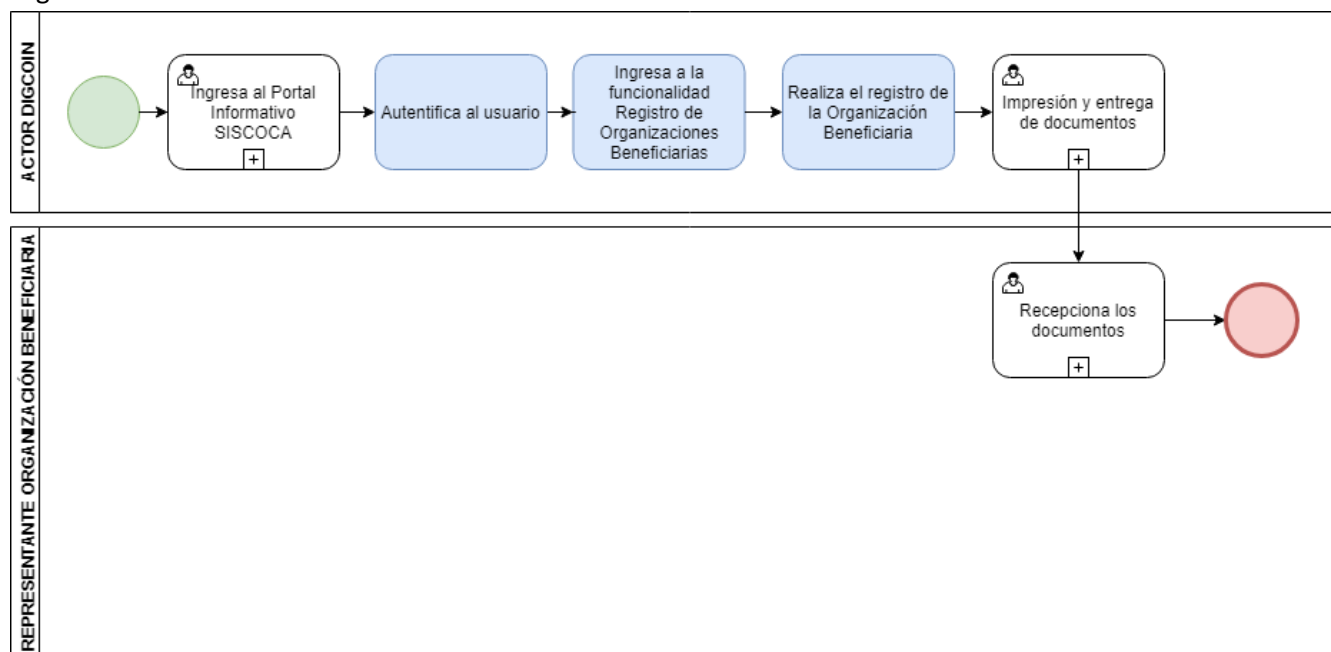 ACTOR DIGCOIN
Ingresa al Portal
Informativo
SISCOCA
Autentifica al usuario
Ingresa a la
funcionalidad
Registro de
Organizaciones
Beneficiarias
Realiza el registro de
la Organización
Beneficiaria
Impresión y entrega
de documentos
REPRESENTANTE ORGANIZACIÓN BENEFICIARIA
Recepciona los
documentos